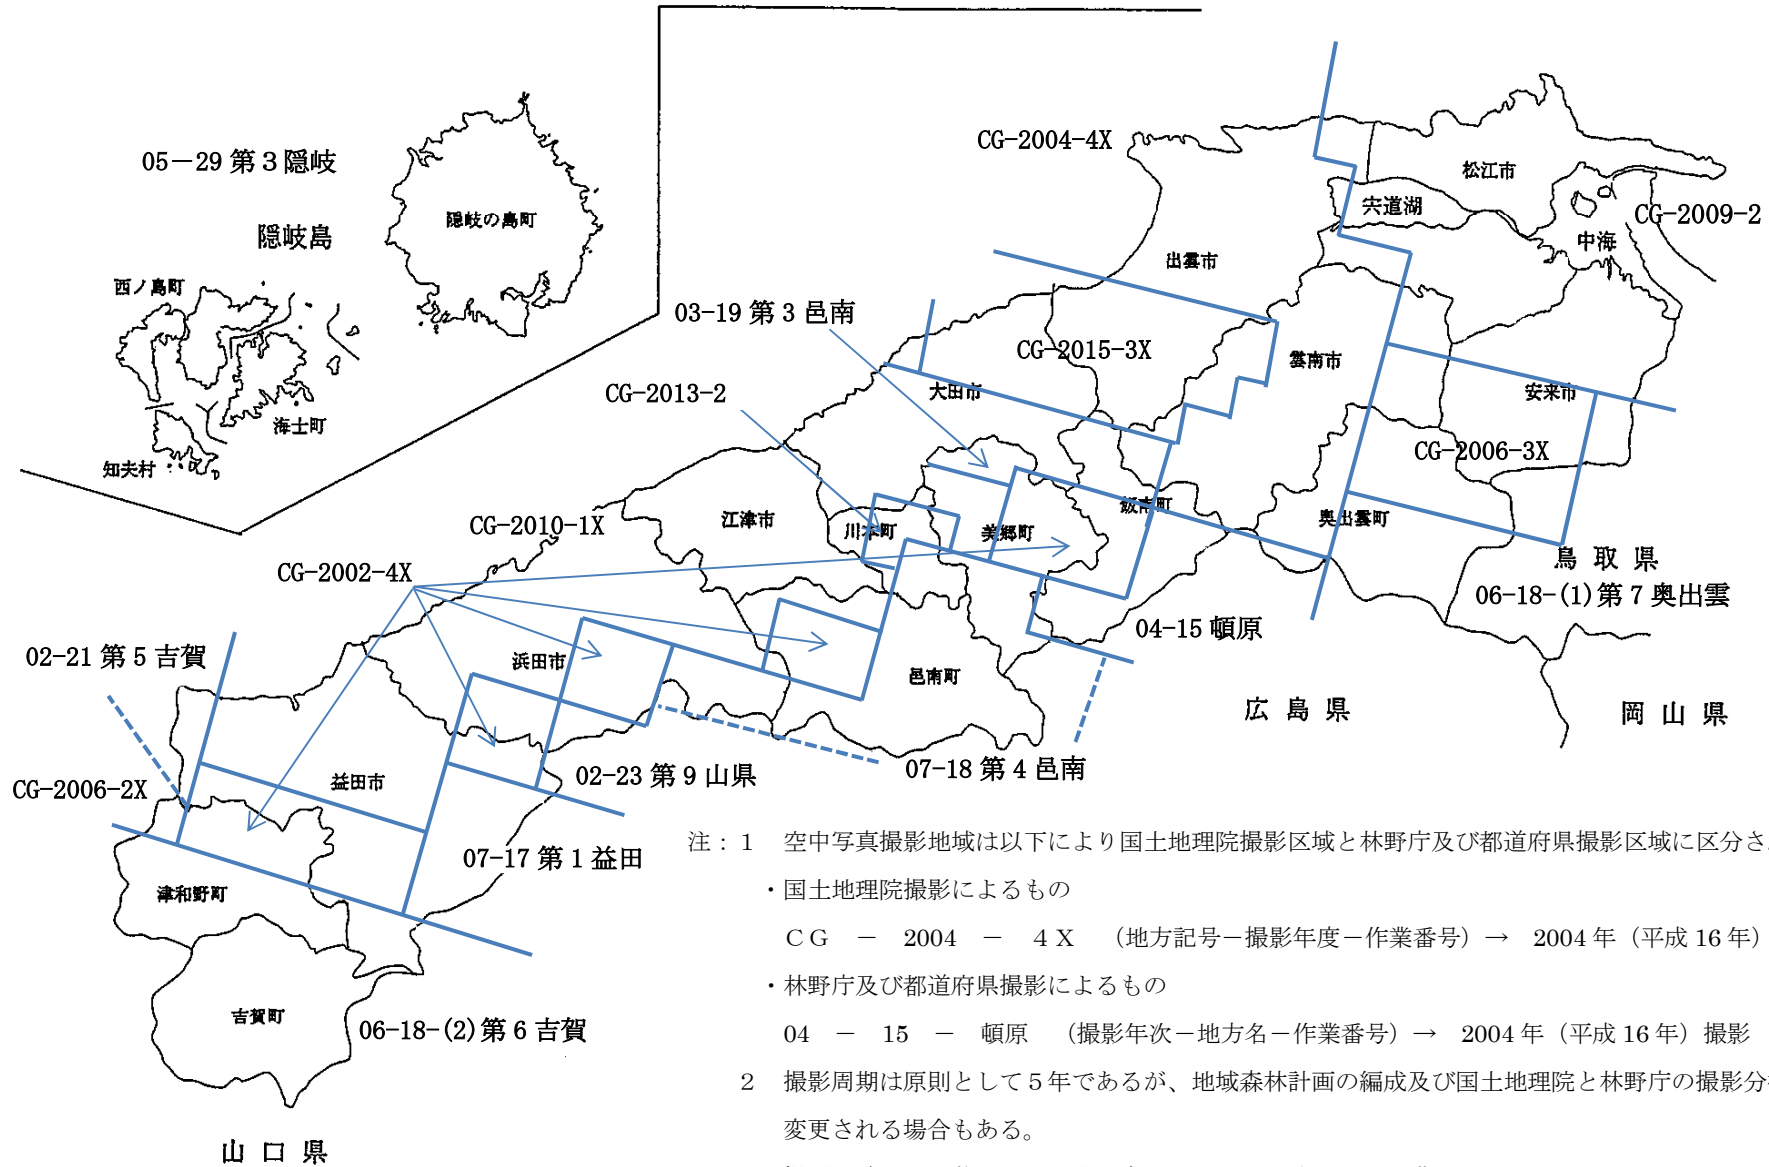 CG-2004-4X
05－29 第３隠岐
松江市
宍道湖
CG-2009-2
隠岐の島町
隠岐島
中海
出雲市
西ノ島町
03-19 第 3 邑南
CG-2015-3X
雲南市
CG-2013-2
大田市
安来市
海士町
CG-2006-3X
知夫村
飯南町
CG-2010-1X
江津市
川本町
美郷町
奥出雲町
鳥 取 県
CG-2002-4X
06-18-(1)第 7 奥出雲
04-15 頓原
02-21 第 5 吉賀
浜田市
邑南町
広 島 県
岡 山 県
CG-2006-2X
益田市
02-23 第 9 山県
07-18 第 4 邑南
07-17 第 1 益田
津和野町
吉賀町
06-18-(2)第 6 吉賀
山 口 県
注：１　空中写真撮影地域は以下により国土地理院撮影区域と林野庁及び都道府県撮影区域に区分さ
・国土地理院撮影によるもの
ＣＧ　－　2004　－　４Ｘ　（地方記号－撮影年度－作業番号）→　2004 年（平成 16 年）
・林野庁及び都道府県撮影によるもの
04　－　15　－　頓原　（撮影年次－地方名－作業番号）→　2004 年（平成 16 年）撮影
２　撮影周期は原則として５年であるが、地域森林計画の編成及び国土地理院と林野庁の撮影分
変更される場合もある。